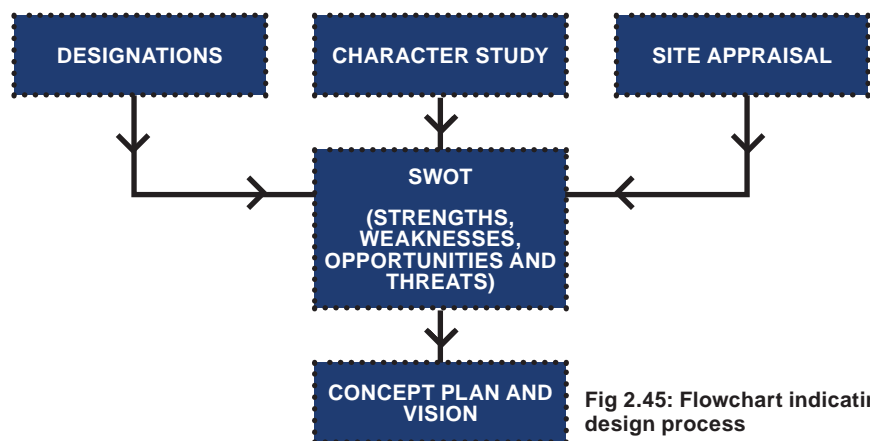 DESIGNATIONS
CHARACTER STUDY
SITE APPRAISAL
SWOT
(STRENGTHS,
WEAKNESSES,
OPPORTUNITIES AND
THREATS)
CONCEPT PLAN AND
VISION
Fig 2.45: Flowchart
design process